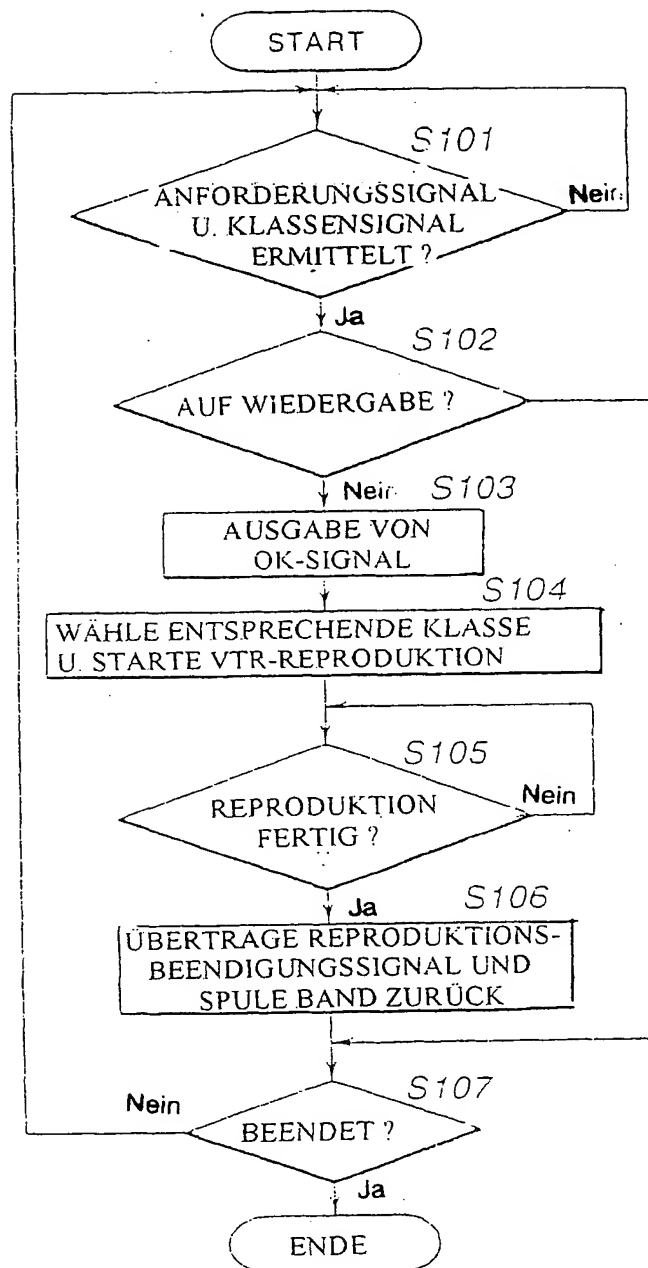 START
S101
ANFORDERUNGSSIGNAL
U. KLASSENSIGNAL
ERMITTELT ?
Nein
Ja
S102
AUF WIEDERGABE ?
Nein
S103
AUSGABE VON
OK-SIGNAL
S104
WÄHLE ENTSPRECHENDE KLASSE
U. STARTE VTR-REPRODUKTION
S105
REPRODUKTION
FERTIG ?
Nein
Ja
S106
ÜBERTRAGE REPRODUKTIONS-
BEENDIGUNGSSIGNAL UND
SPULE BAND ZURÜCK
S107
Nein
BEENDET ?
Ja
ENDE